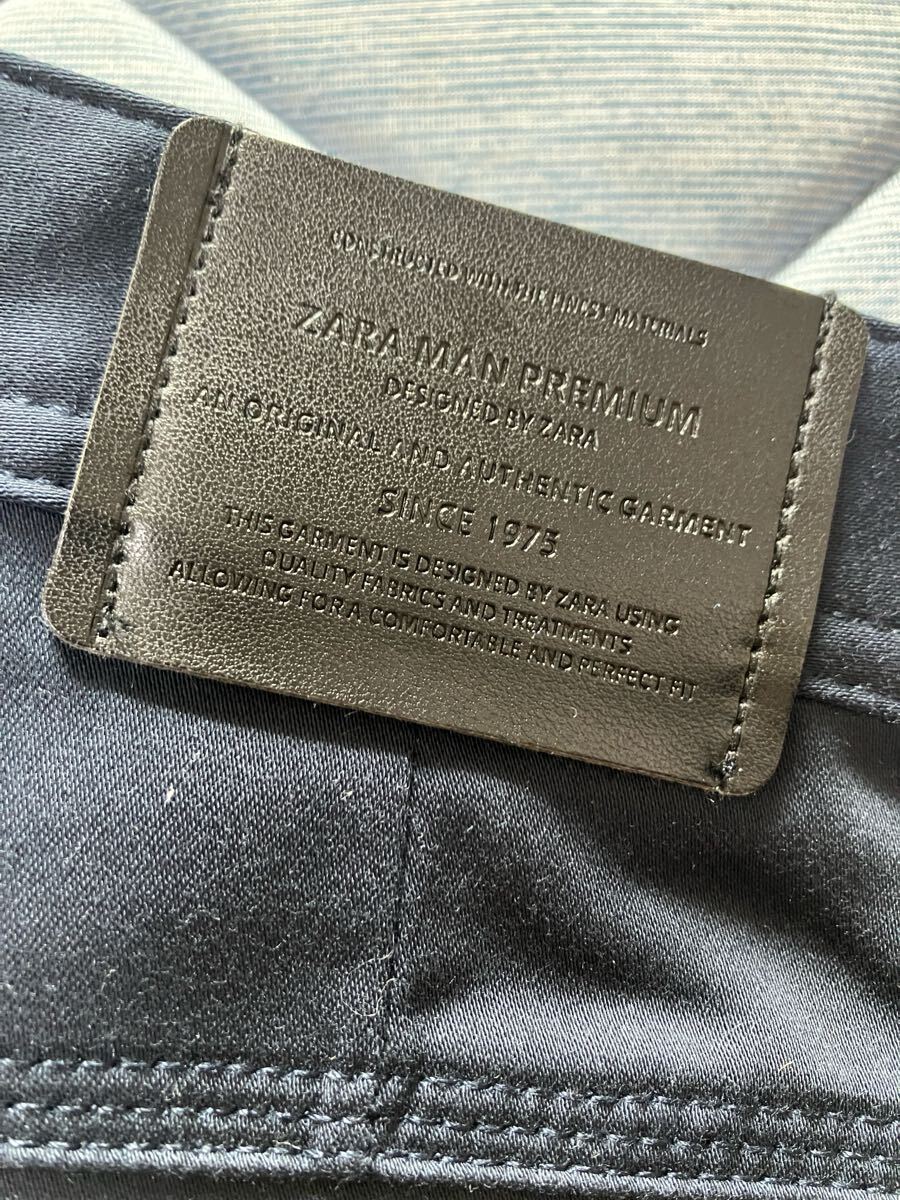 CONSTRUCTED WITH THE FINEST MATERIALS
ZARA MAN PREMIUM
DESIGNED BY ZARA
AN ORIGINAL AND AUTHENTIC GARMENT
SINCE 1975
THIS GARMENT IS DESIGNED BY ZARA USING
QUALITY FABRICS AND TREATMENTS
ALLOWING FOR A COMFORTABLE AND PERFECT FIT